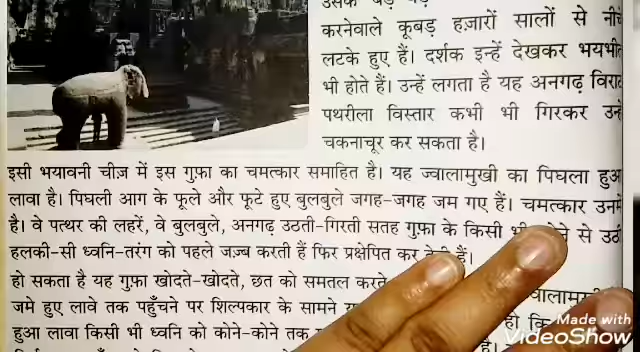 उसके बड़े बड़े
करनेवाले कूबड़ हज़ारों सालों से नीचे
लटके हुए हैं। दर्शक इन्हें देखकर भयभीत
भी होते हैं। उन्हें लगता है यह अनगढ़ विराट
पथरीला विस्तार कभी भी गिरकर उन्हें
चकनाचूर कर सकता है।
इसी भयावनी चीज़ में इस गुफ़ा का चमत्कार समाहित है। यह ज्वालामुखी का पिघला हुआ
लावा है। पिघली आग के फूले और फूटे हुए बुलबुले जगह-जगह जम गए हैं। चमत्कार उनमें
है। वे पत्थर की लहरें, वे बुलबुले, अनगढ़ उठती-गिरती सतह गुफ़ा के किसी भी कोने से उठी
हलकी-सी ध्वनि-तरंग को पहले जज़्ब करती हैं फिर प्रक्षेपित कर देती हैं।
हो सकता है यह गुफ़ा खोदते-खोदते, छत को समतल करते
जमे हुए लावे तक पहुँचने पर शिल्पकार के सामने हो
हुआ लावा किसी भी ध्वनि को कोने-कोने तक है।
Made with
VideoShow